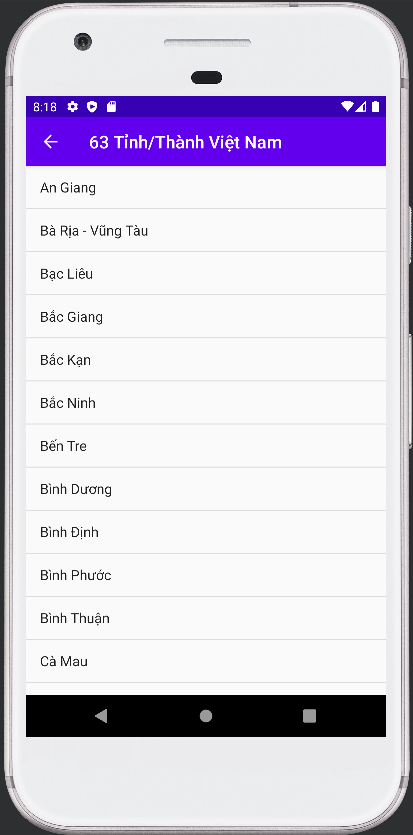 8:18
63 Tỉnh/Thành Việt Nam
An Giang
Bà Rịa - Vũng Tàu
Bạc Liêu
Bắc Giang
Bắc Kạn
Bắc Ninh
Bến Tre
Bình Dương
Bình Định
Bình Phước
Bình Thuận
Cà Mau